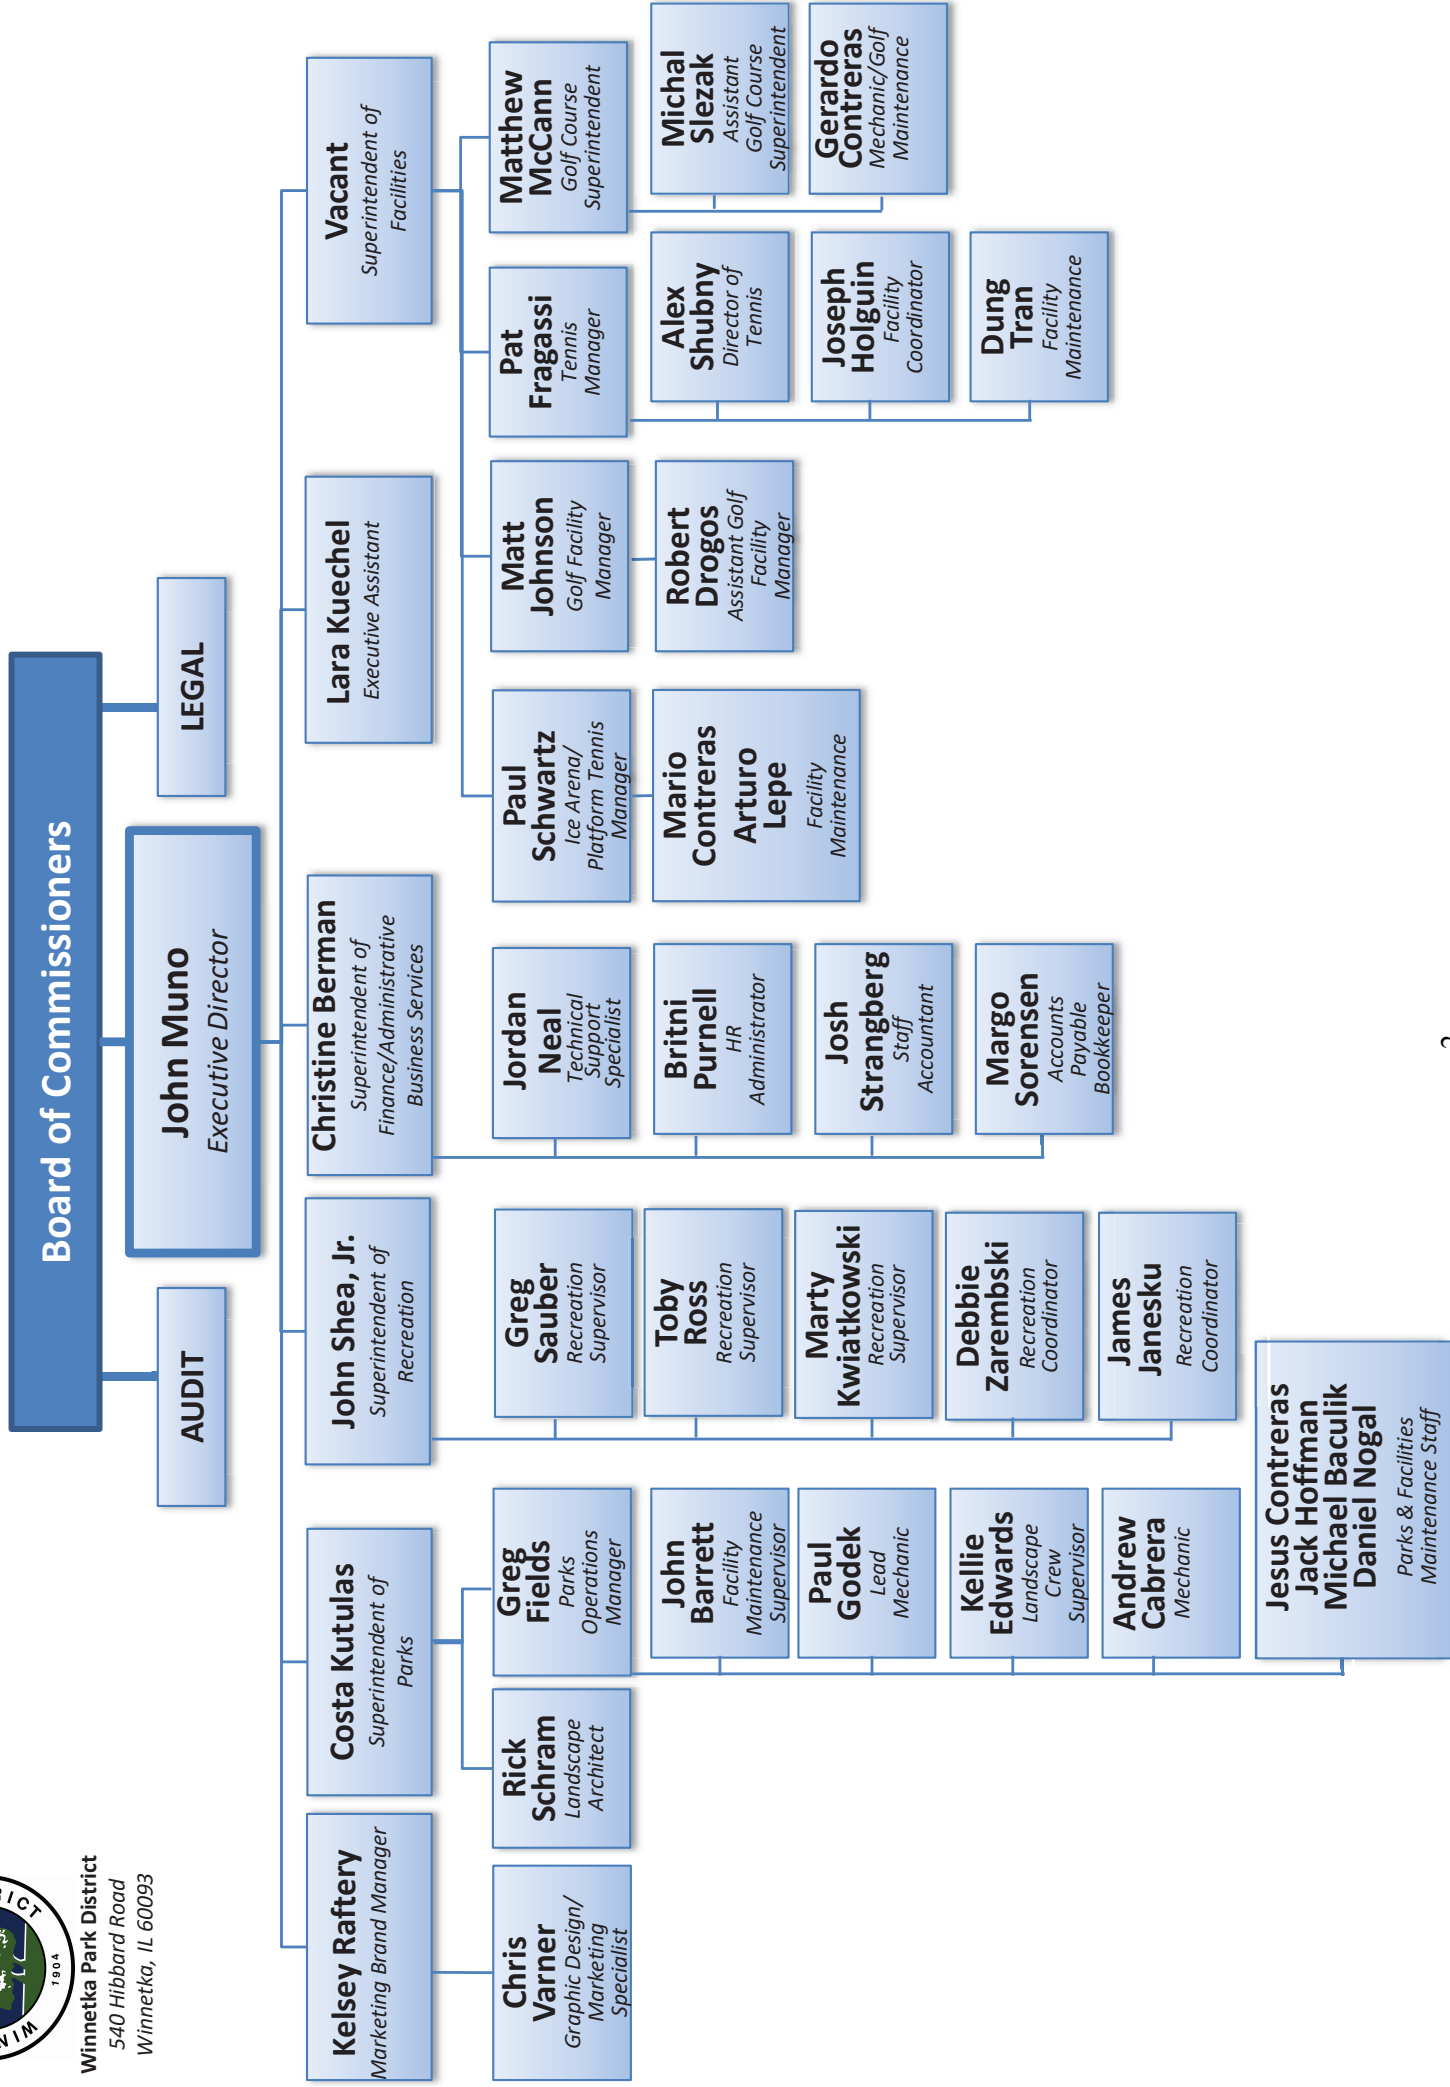 WIN
RICT
1904
Winnetka Park District
540 Hibbard Road
Winnetka, IL 60093
Board of Commissioners
AUDIT
LEGAL
John Muno
Executive Director
Kelsey Raftery
Marketing Brand Manager
Costa Kutulas
Superintendent of
Parks
John Shea, Jr.
Superintendent of
Recreation
Christine Berman
Superintendent of
Finance/Administrative
Business Services
Lara Kuechel
Executive Assistant
Vacant
Superintendent of
Facilities
Chris
Varner
Graphic Design/
Marketing
Specialist
Rick
Schram
Landscape
Architect
Greg
Fields
Parks
Operations
Manager
John
Barrett
Facility
Maintenance
Supervisor
Paul
Godek
Lead
Mechanic
Kellie
Edwards
Landscape
Crew
Supervisor
Andrew
Cabrera
Mechanic
Jesus Contreras
Jack Hoffman
Michael Baculik
Daniel Nogal
Parks & Facilities
Maintenance Staff
Greg
Sauber
Recreation
Supervisor
Toby
Ross
Recreation
Supervisor
Marty
Kwiatkowski
Recreation
Supervisor
Debbie
Zarembski
Recreation
Coordinator
James
Janesku
Recreation
Coordinator
Jordan
Neal
Technical
Support
Specialist
Britni
Purnell
HR
Administrator
Josh
Strangberg
Staff
Accountant
Margo
Sorensen
Accounts
Payable
Bookkeeper
Paul
Schwartz
Ice Arena/
Platform Tennis
Manager
Mario
Contreras
Arturo
Lepe
Facility
Maintenance
Matt
Johnson
Golf Facility
Manager
Robert
Drogos
Assistant Golf
Facility
Manager
Pat
Fragassi
Tennis
Manager
Alex
Shubny
Director of
Tennis
Joseph
Holguin
Facility
Coordinator
Dung
Tran
Facility
Maintenance
Matthew
McCann
Golf Course
Superintendent
Michal
Slezak
Assistant
Golf Course
Superintendent
Gerardo
Contreras
Mechanic/Golf
Maintenance